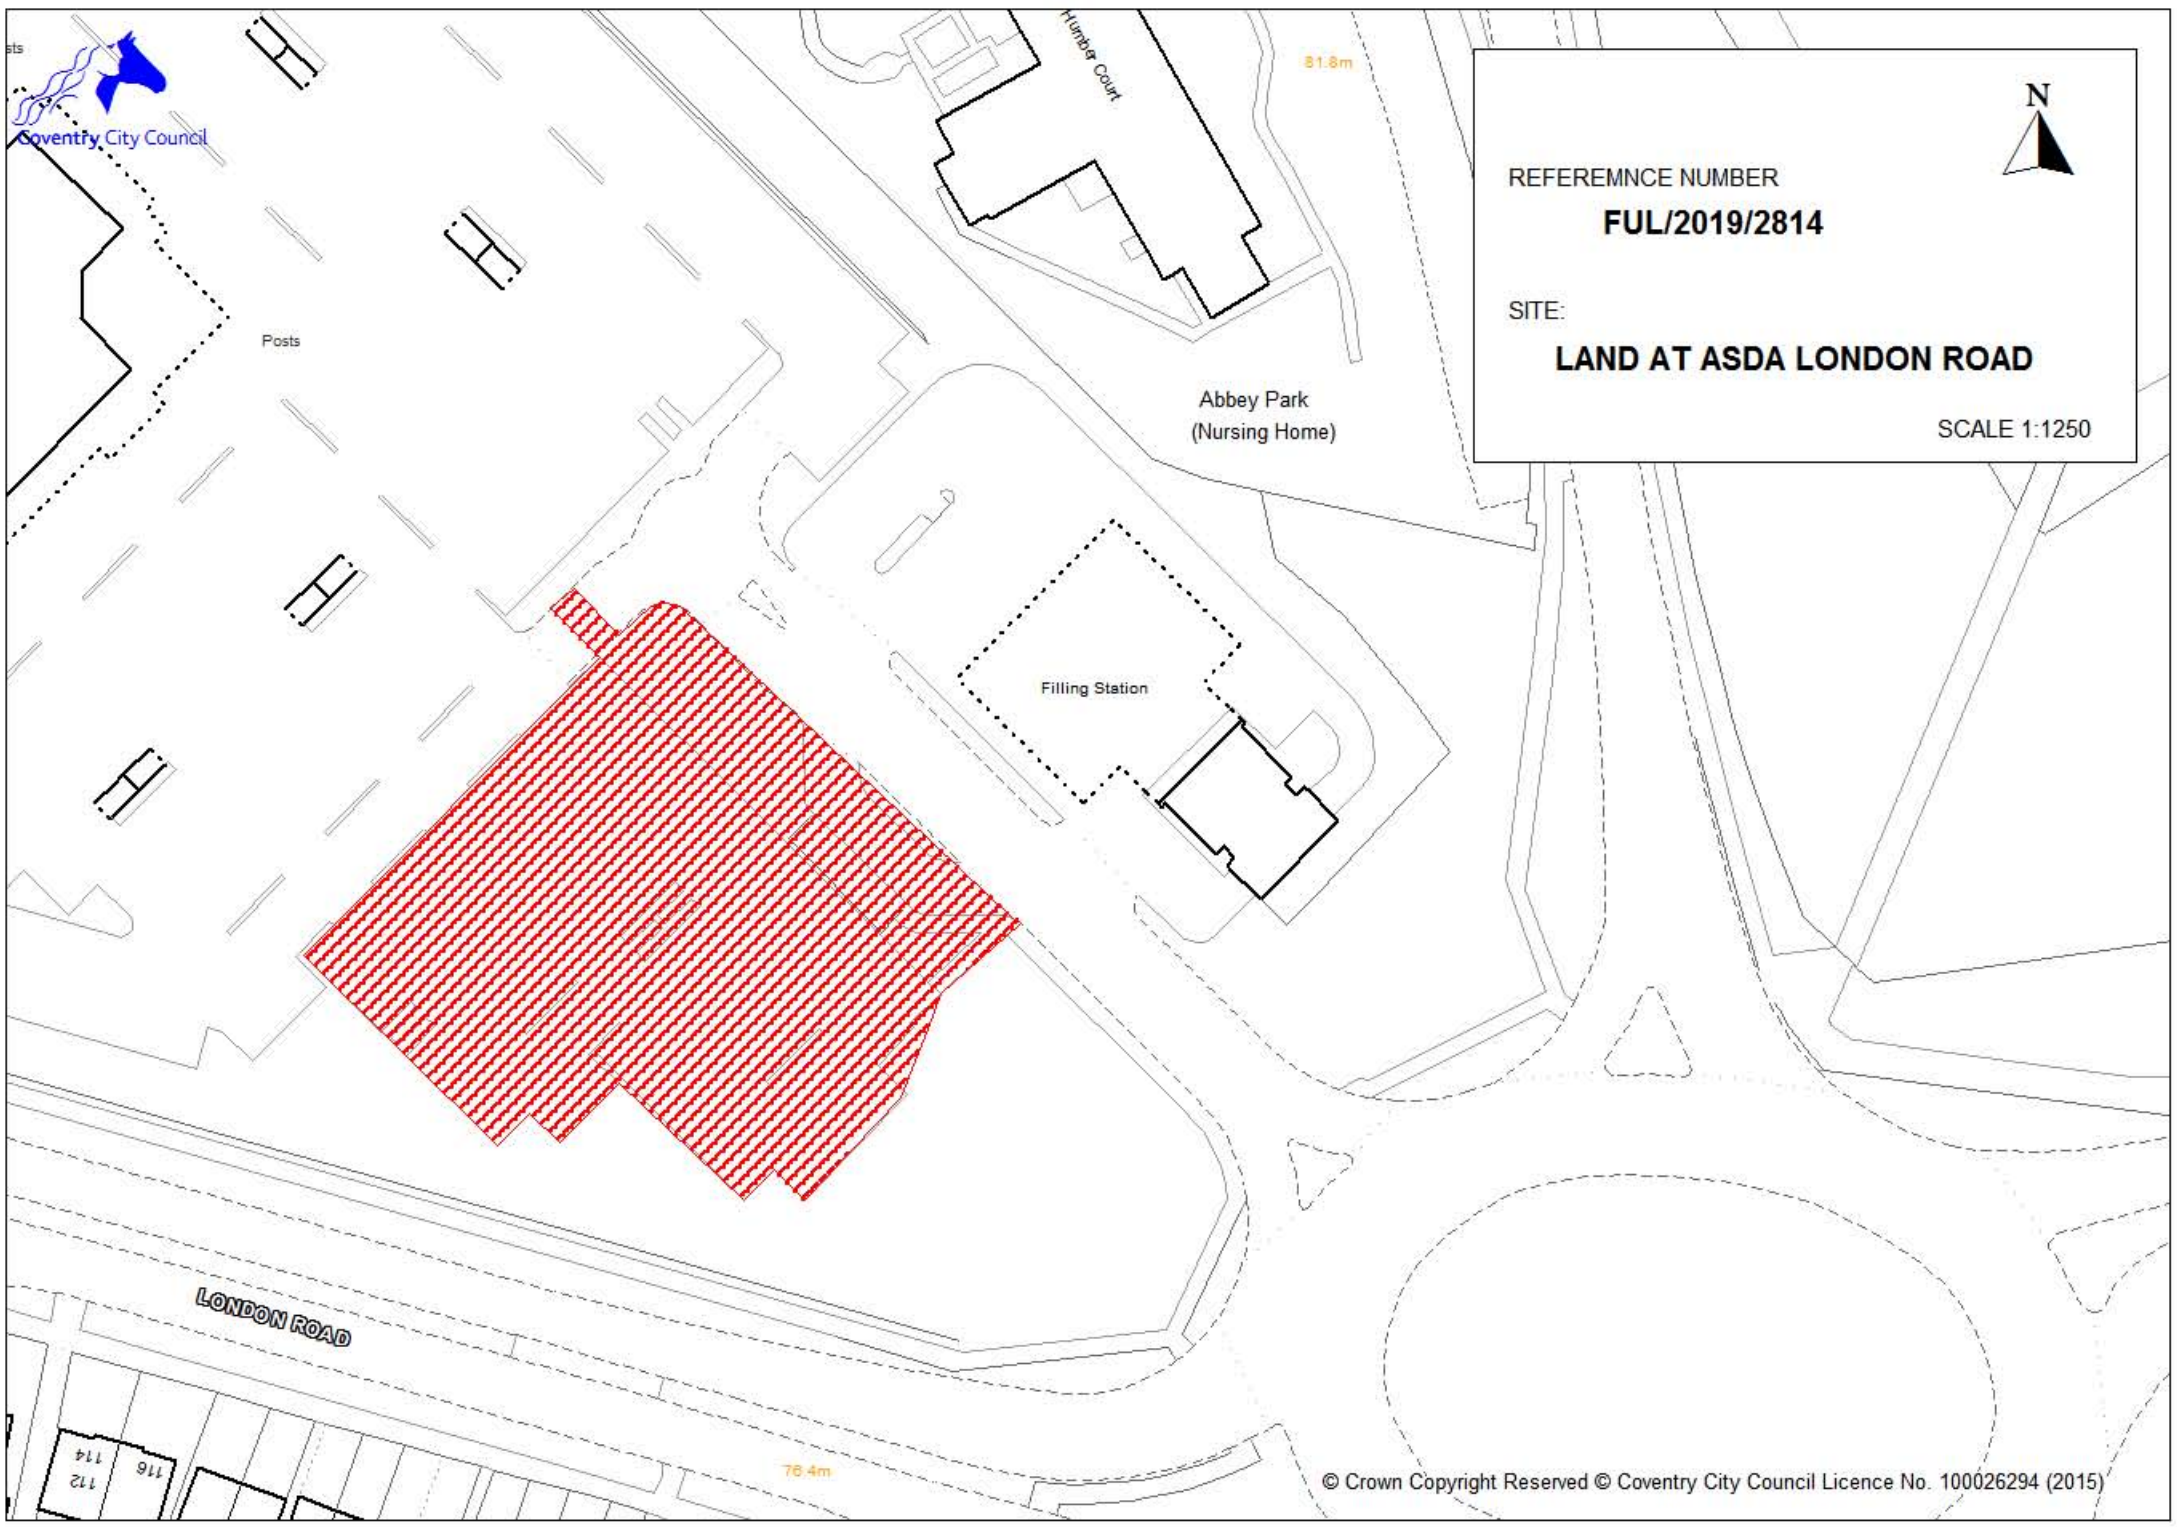 sts
Coventry City Council
Humber Court
81.8m
N
REFEREMNCE NUMBER
FUL/2019/2814
SITE:
LAND AT ASDA LONDON ROAD
SCALE 1:1250
Posts
Abbey Park
(Nursing Home)
Filling Station
LONDON ROAD
114
112
116
76.4m
© Crown Copyright Reserved © Coventry City Council Licence No. 100026294 (2015)